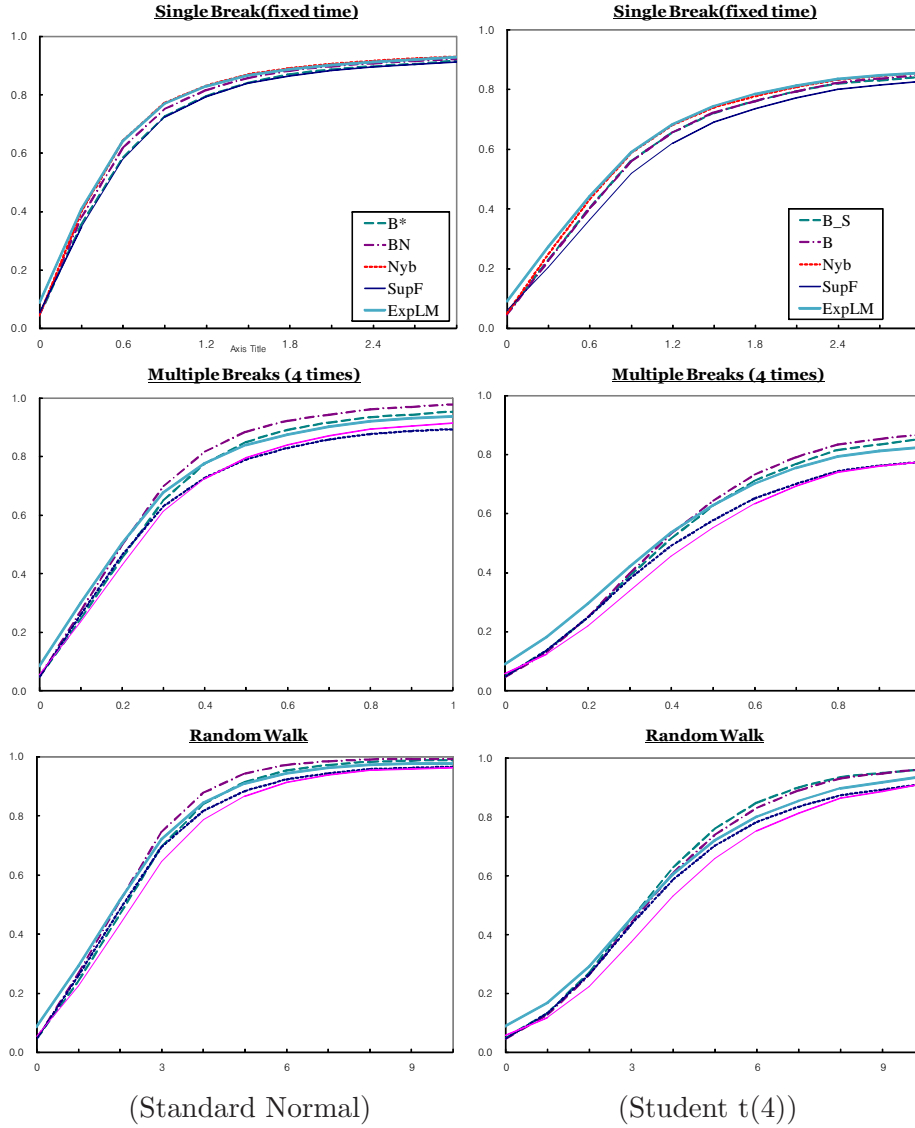 Single Break(fixed time)
1.0
0.8
0.6
0.4
0.2
0.0
B*
BN
Nyb
SupF
ExpLM
0 0.6 1.2 1.8 2.4
Axis Title
Single Break(fixed time)
1.0
0.8
0.6
0.4
0.2
0.0
B_S
B
Nyb
SupF
ExpLM
0 0.6 1.2 1.8 2.4
Multiple Breaks (4 times)
1.0
0.8
0.6
0.4
0.2
0.0
0 0.2 0.4 0.6 0.8 1
Multiple Breaks (4 times)
1.0
0.8
0.6
0.4
0.2
0.0
0 0.2 0.4 0.6 0.8
Random Walk
1.0
0.8
0.6
0.4
0.2
0.0
0 3 6 9
Random Walk
1.0
0.8
0.6
0.4
0.2
0.0
0 3 6 9
(Standard Normal)
(Student t(4))